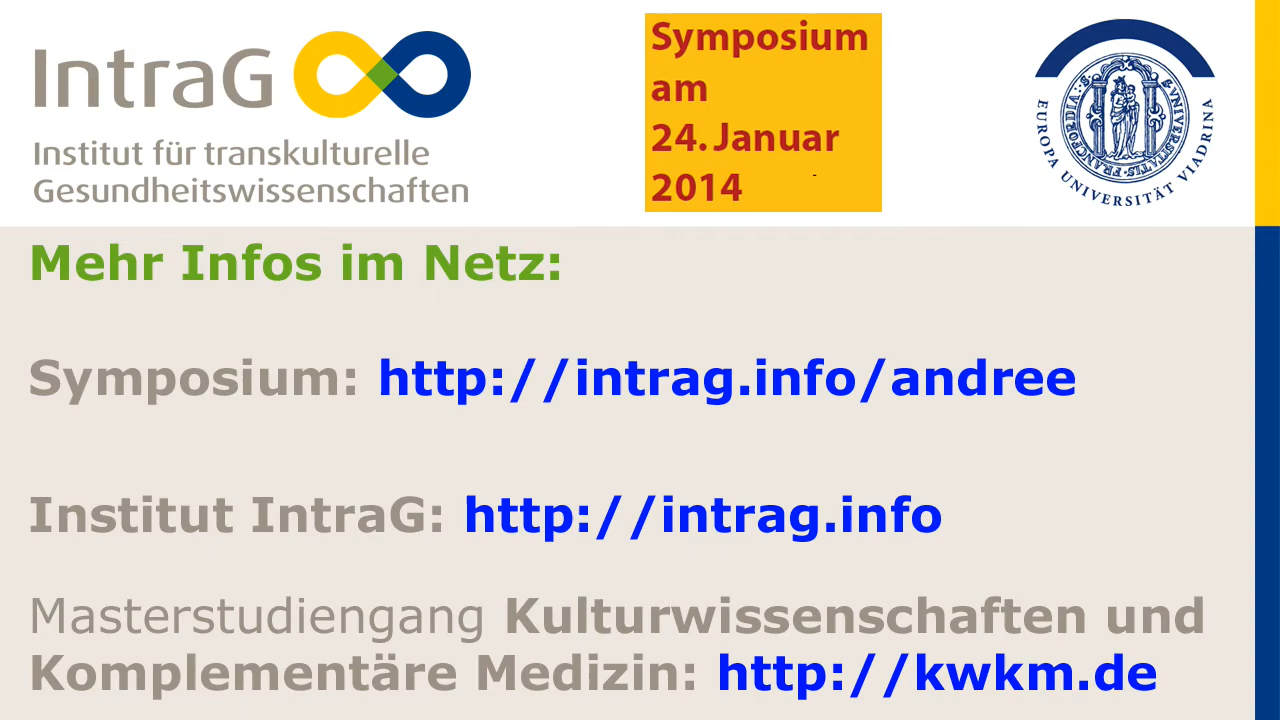 IntraG
Institut für transkulturelle
Gesundheitswissenschaften
Symposium
am
24. Januar
2014
EUROPA UNIVERSITÄT VIADRINA
Mehr Infos im Netz:
Symposium: http://intrag.info/andree
Institut IntraG: http://intrag.info
Masterstudiengang Kulturwissenschaften und
Komplementäre Medizin: http://kwkm.de